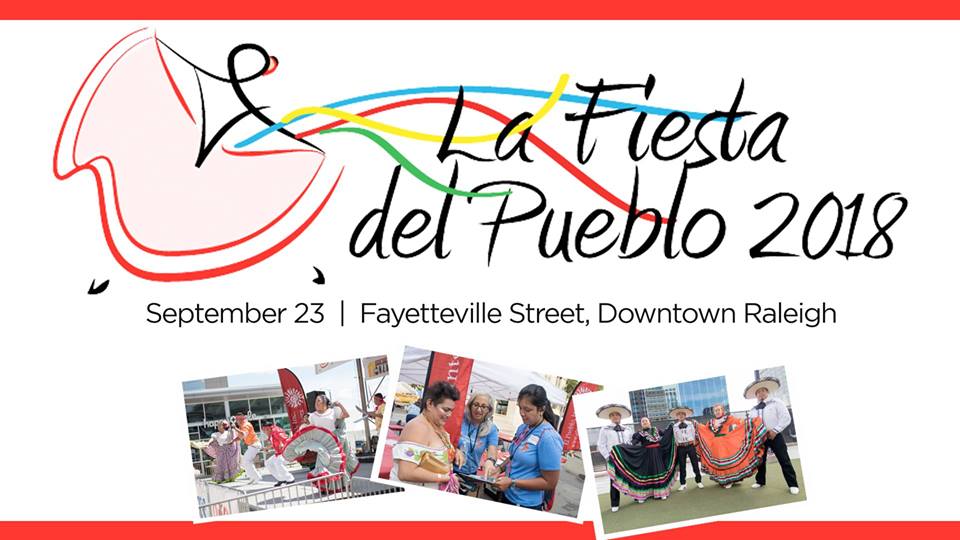 La Fiesta
del Pueblo 2018
September 23 | Fayetteville Street, Downtown Raleigh